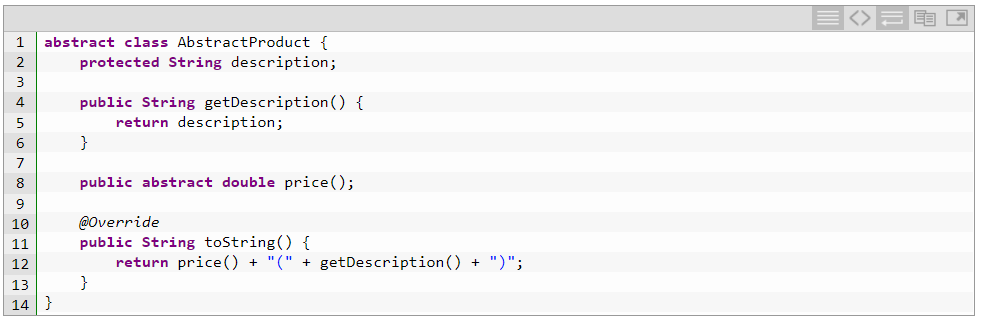 1 abstract class AbstractProduct {
2     protected String description;
3
4     public String getDescription() {
5         return description;
6     }
7
8     public abstract double price();
9
10     @Override
11     public String toString() {
12         return price() + "(" + getDescription() + ")";
13     }
14 }